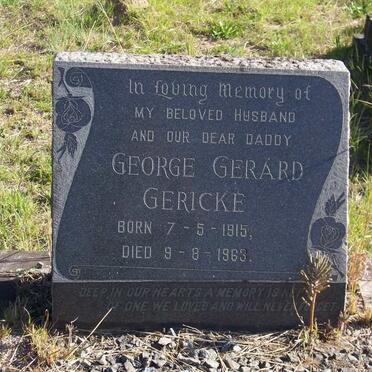 In Loving Memory of
MY BELOVED HUSBAND
AND OUR DEAR DADDY
GEORGE GERARD
GERICKE
BORN 7-5-1915,
DIED 9-8-1963.
DEEP IN OUR HEARTS A MEMORY IS
ONE WE LOVED AND WILL NEVER